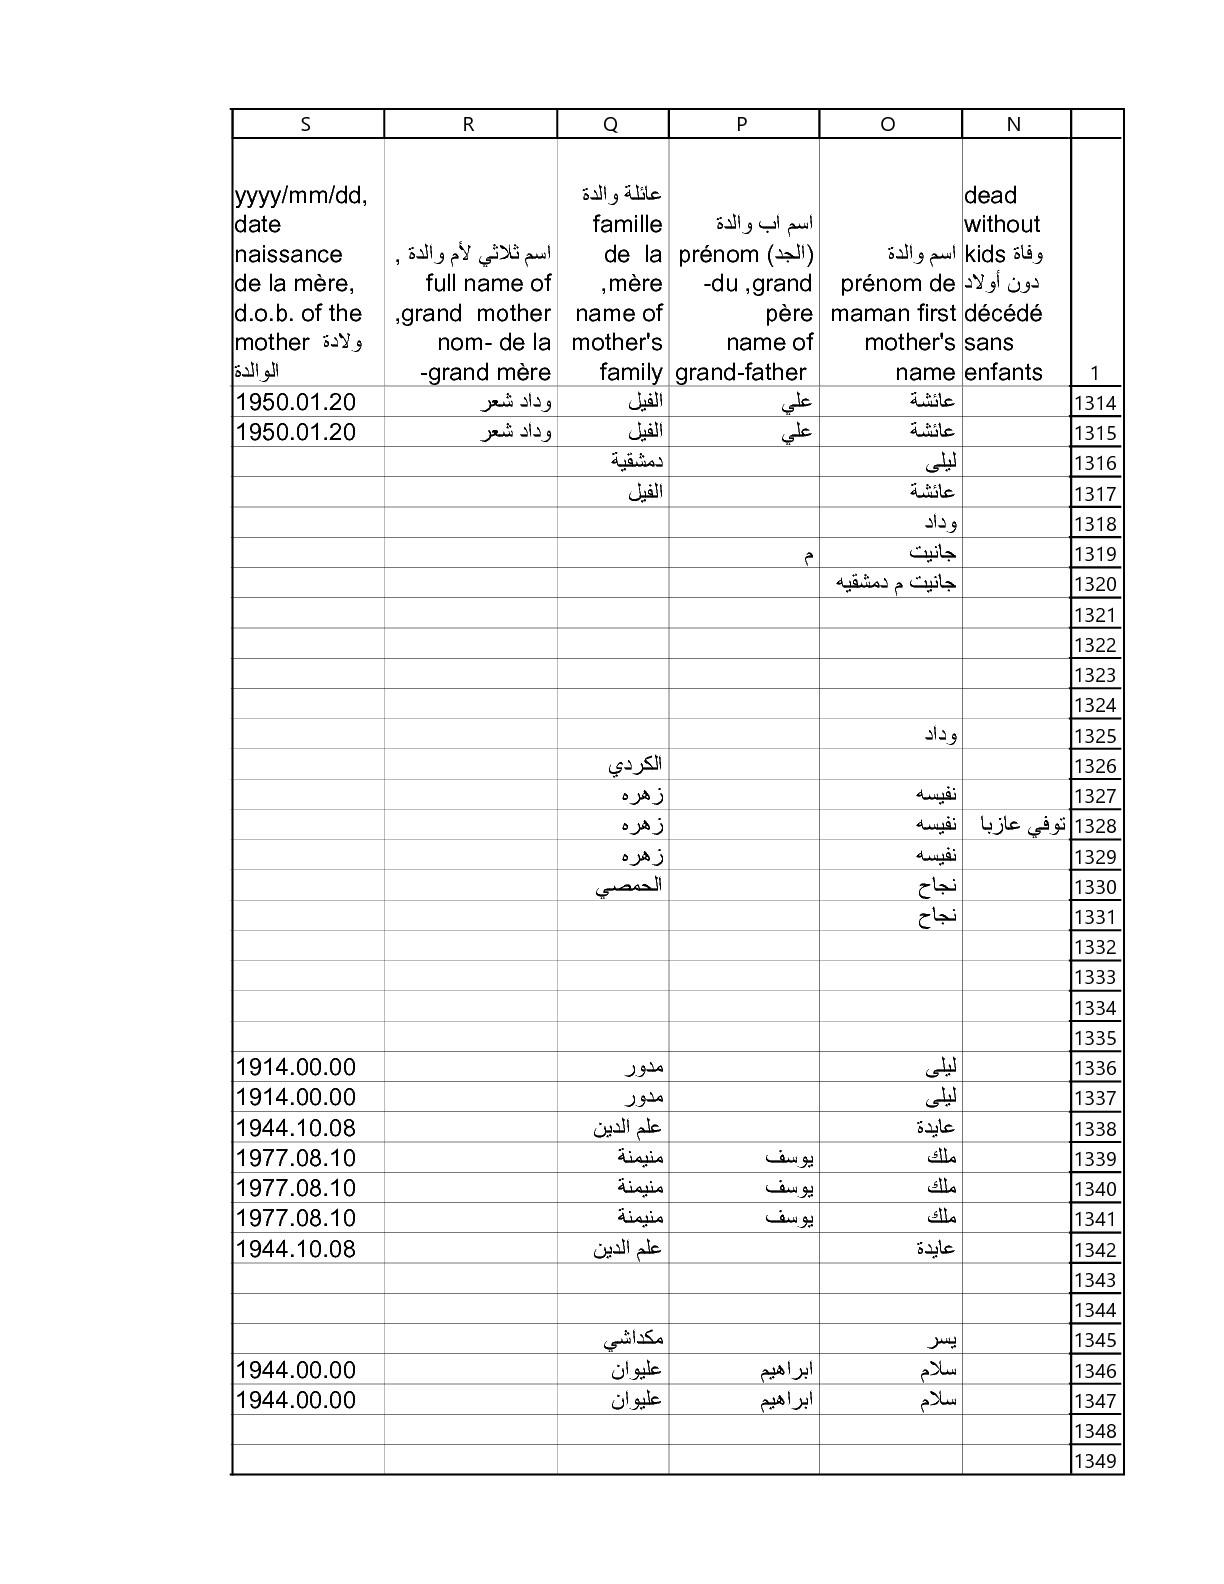 S R Q P O N
yyyy/mm/dd,
date
naissance
de la mère,
d.o.b. of the
mother ولادة
الوالدة
اسم ثلاثي لأم والدة ,
full name of
grand mother,
nom- de la
grand mère-
عائلة والدة
famille
de la
mère,
name of
mother's
family
اسم اب والدة
(الجد) prénom
du ,grand-
père
name of
grand-father
اسم والدة
prénom de
maman first
mother's
name
dead
without
kids وفاة
دون أولاد
décédé
sans
enfants
1
1950.01.20 وداد شعر الفيل علي عائشة 1314
1950.01.20 وداد شعر الفيل علي عائشة 1315
دمشقية ليلى 1316
الفيل عائشة 1317
وداد 1318
م جانيت 1319
جانيت م دمشقيه 1320
1321
1322
1323
1324
وداد 1325
الكردي 1326
زهره نفيسه 1327
زهره نفيسه توفي عازبا 1328
زهره نفيسه 1329
الحمصي نجاح 1330
نجاح 1331
1332
1333
1334
1335
1914.00.00 مدور ليلى 1336
1914.00.00 مدور ليلى 1337
1944.10.08 علم الدين عايدة 1338
1977.08.10 منيمنة يوسف ملك 1339
1977.08.10 منيمنة يوسف ملك 1340
1977.08.10 منيمنة يوسف ملك 1341
1944.10.08 علم الدين عايدة 1342
1343
1344
مكداشي يسر 1345
1944.00.00 عليوان ابراهيم سلام 1346
1944.00.00 عليوان ابراهيم سلام 1347
1348
1349